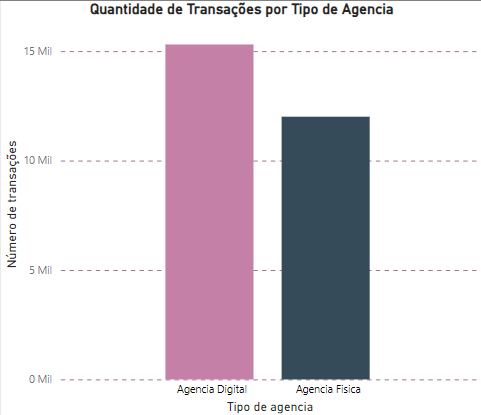 Quantidade de Transações por Tipo de Agencia
15 Mil
10 Mil
5 Mil
0 Mil
Número de transações
Agencia Digital
Agencia Fisica
Tipo de agencia